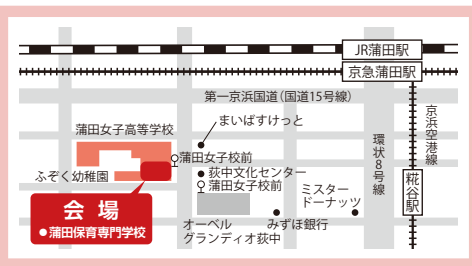 JR蒲田駅
京急蒲田駅
第一京浜国道(国道15号線)
まいばすけっと
蒲田女子高等学校
蒲田女子校前
ふぞく幼稚園
荻中文化センター
蒲田女子校前
会場
●蒲田保育専門学校
オーベル
グランディオ荻中
みずほ銀行
ミスター
ドーナッツ
環状8号線
京浜空港線
糀谷駅